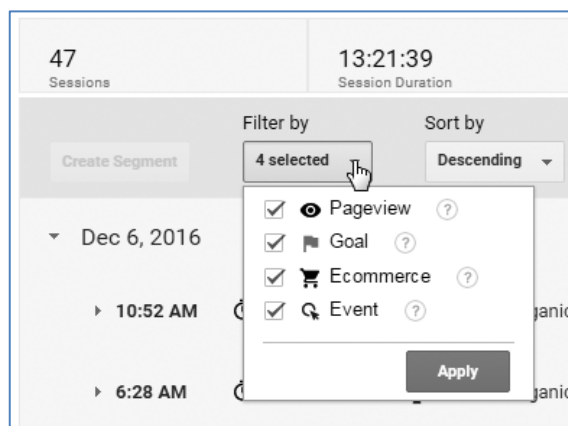 47
Sessions
13:21:39
Session Duration
Filter by
Sort by
Create Segment
4 selected
Descending
Pageview ?
Goal ?
Ecommerce ?
Event ?
Apply
Dec 6, 2016
10:52 AM
6:28 AM